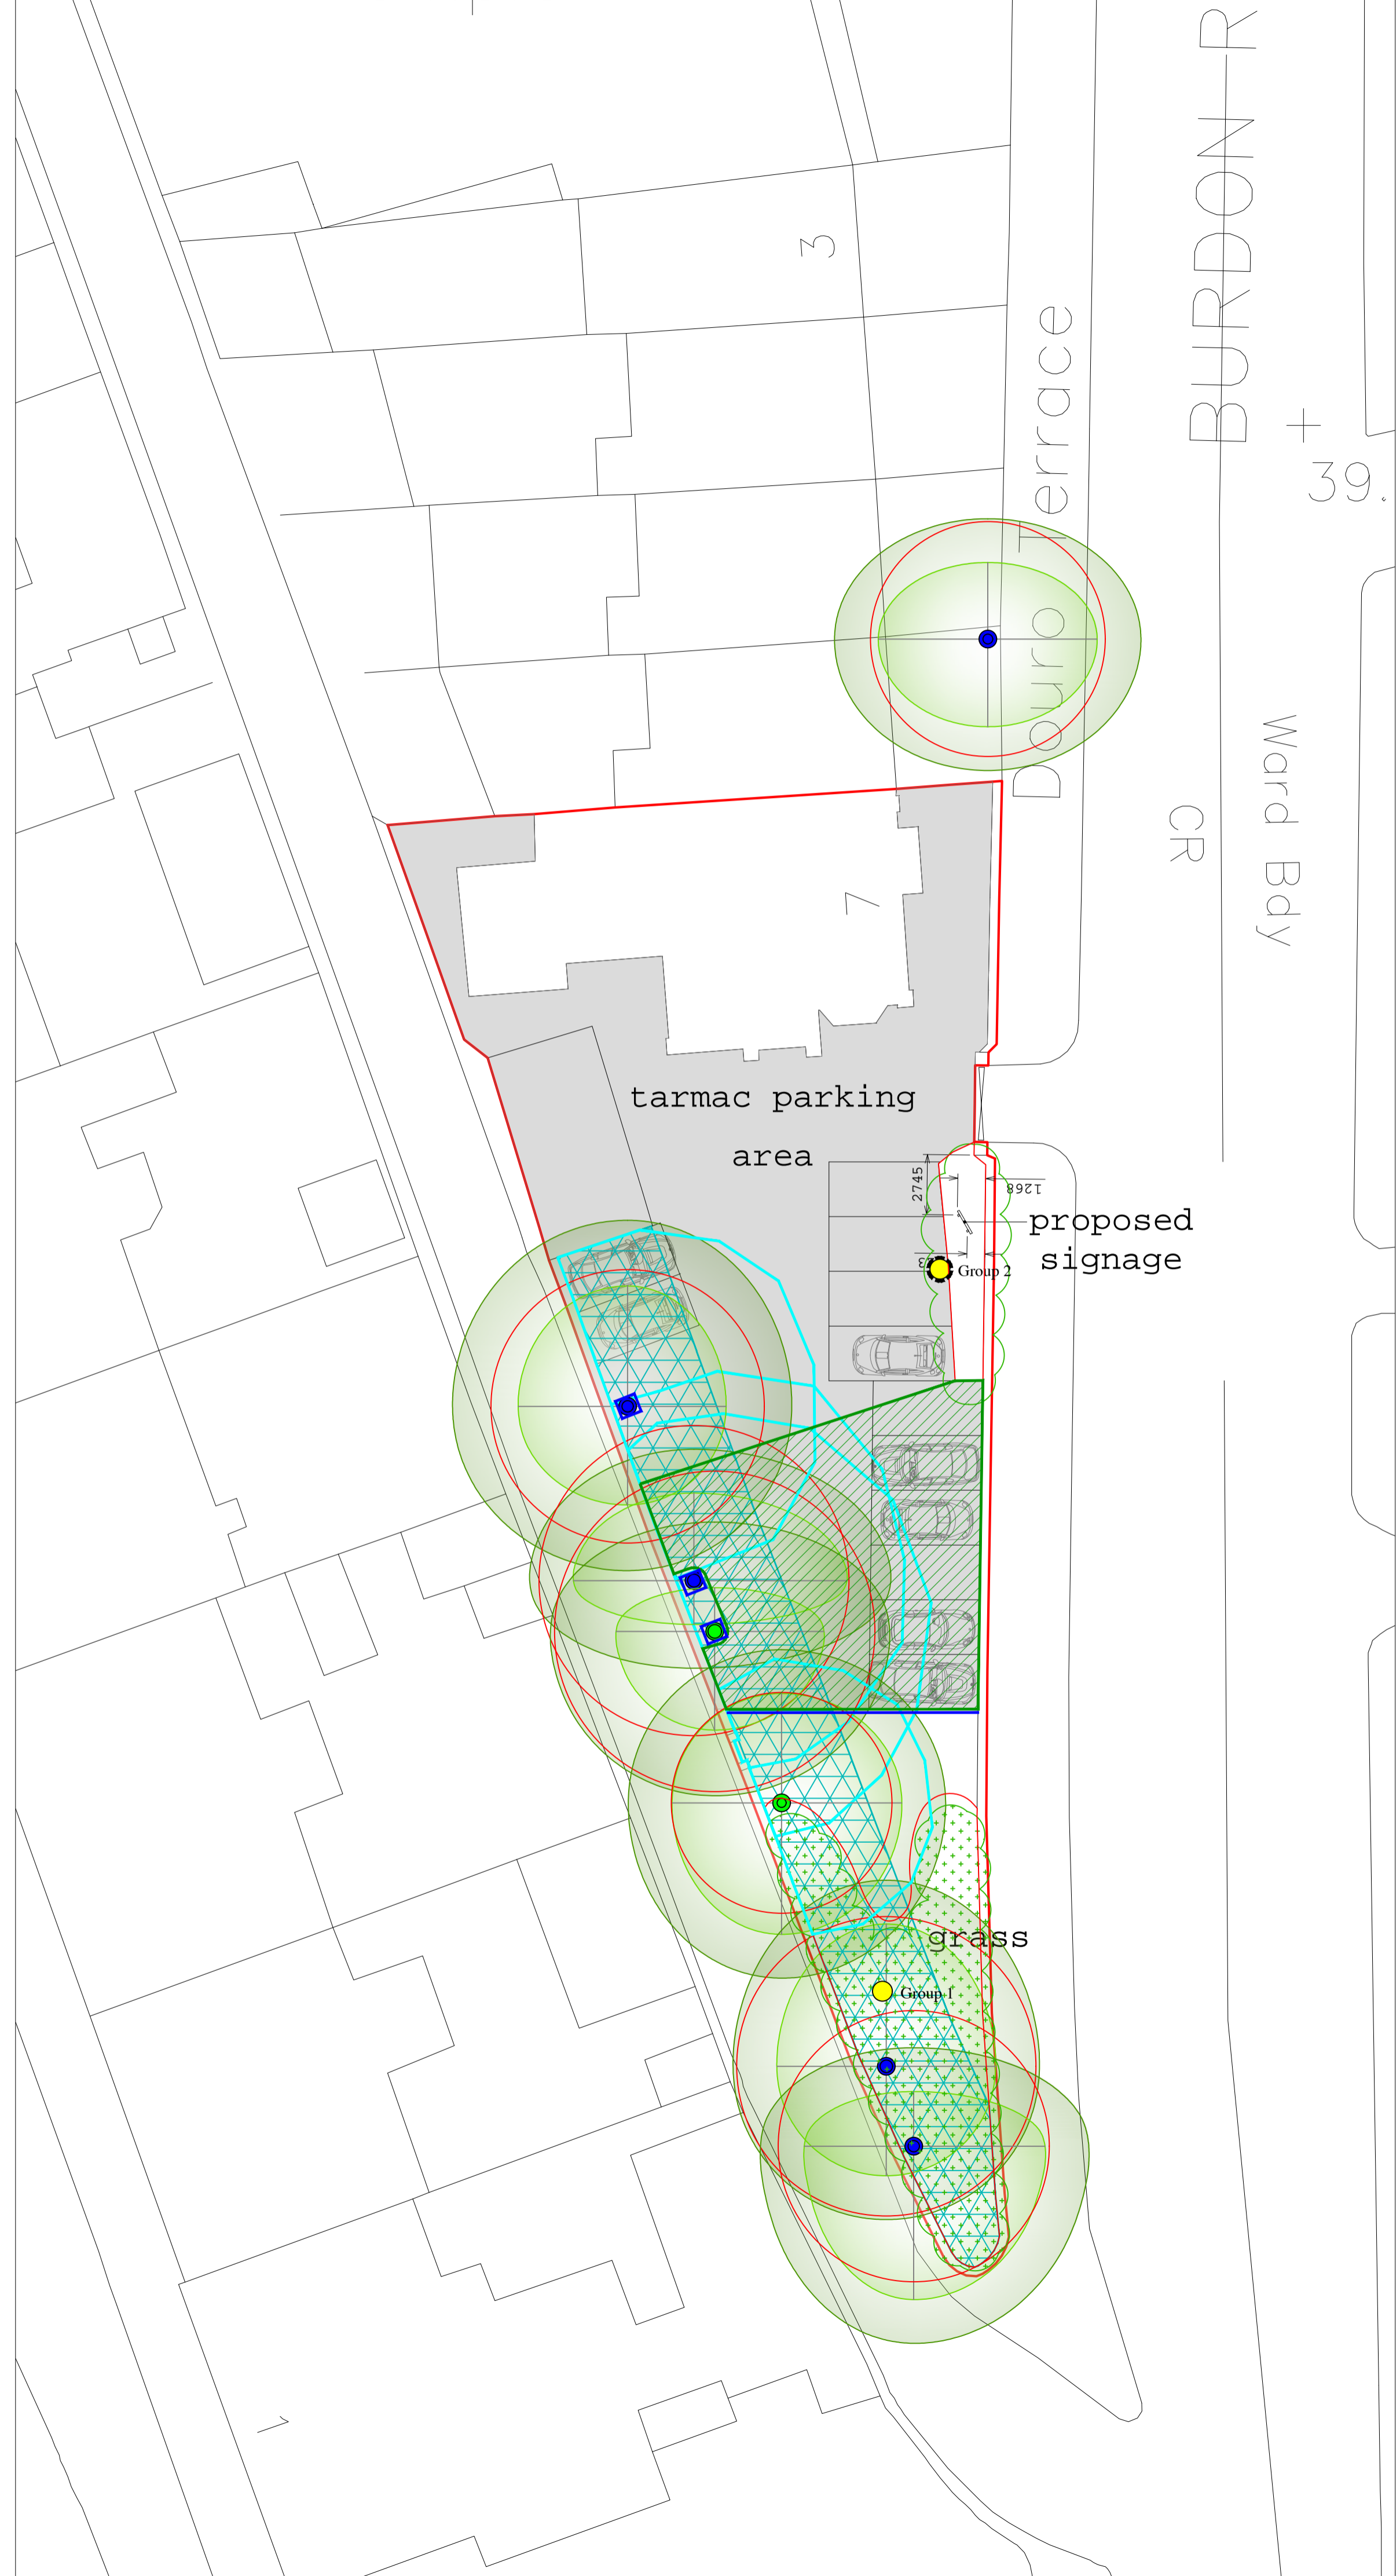 BURDON R
3
Douro Terrace
39.
Ward Bdy
CR
7
tarmac parking
area
2745
1268
proposed
signage
Group 2
grass
Group 1
1